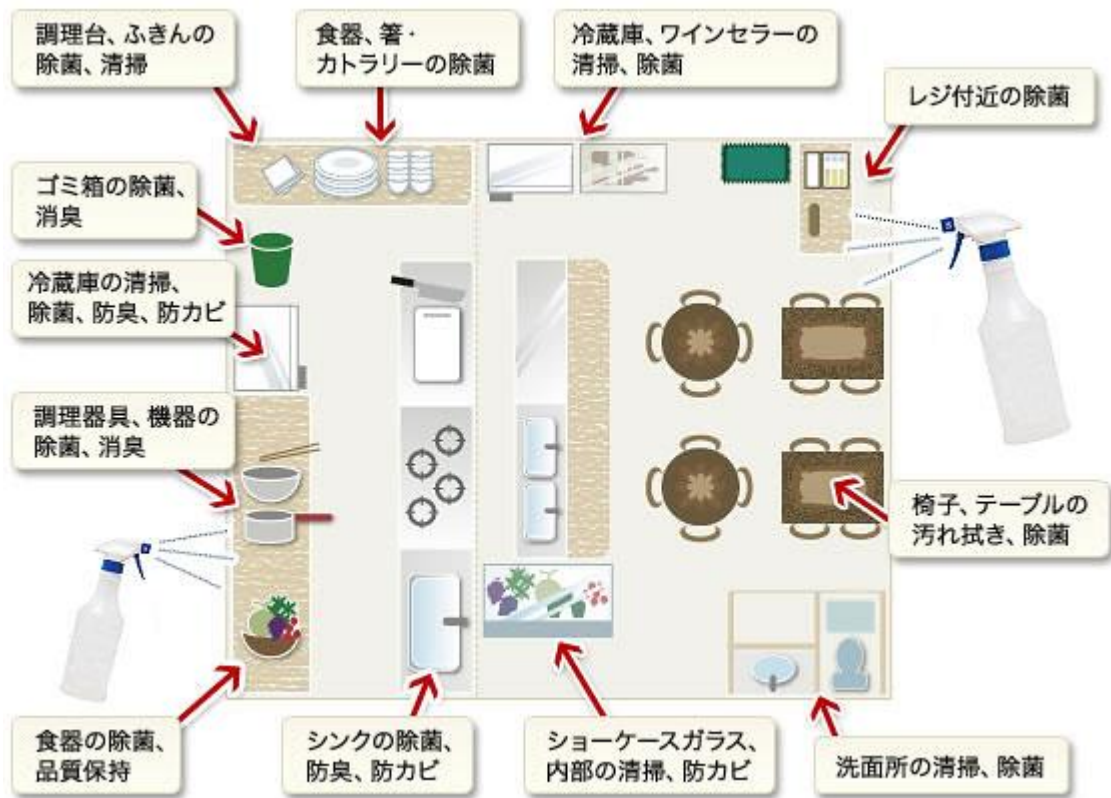 調理台、ふきんの
除菌、清掃
食器、箸・
カトラリーの除菌
冷蔵庫、ワインセラーの
清掃、除菌
レジ付近の除菌
ゴミ箱の除菌、
消臭
冷蔵庫の清掃、
除菌、防臭、防カビ
調理器具、機器の
除菌、消臭
椅子、テーブルの
汚れ拭き、除菌
食器の除菌、
品質保持
シンクの除菌、
防臭、防カビ
ショーケースガラス、
内部の清掃、防カビ
洗面所の清掃、除菌